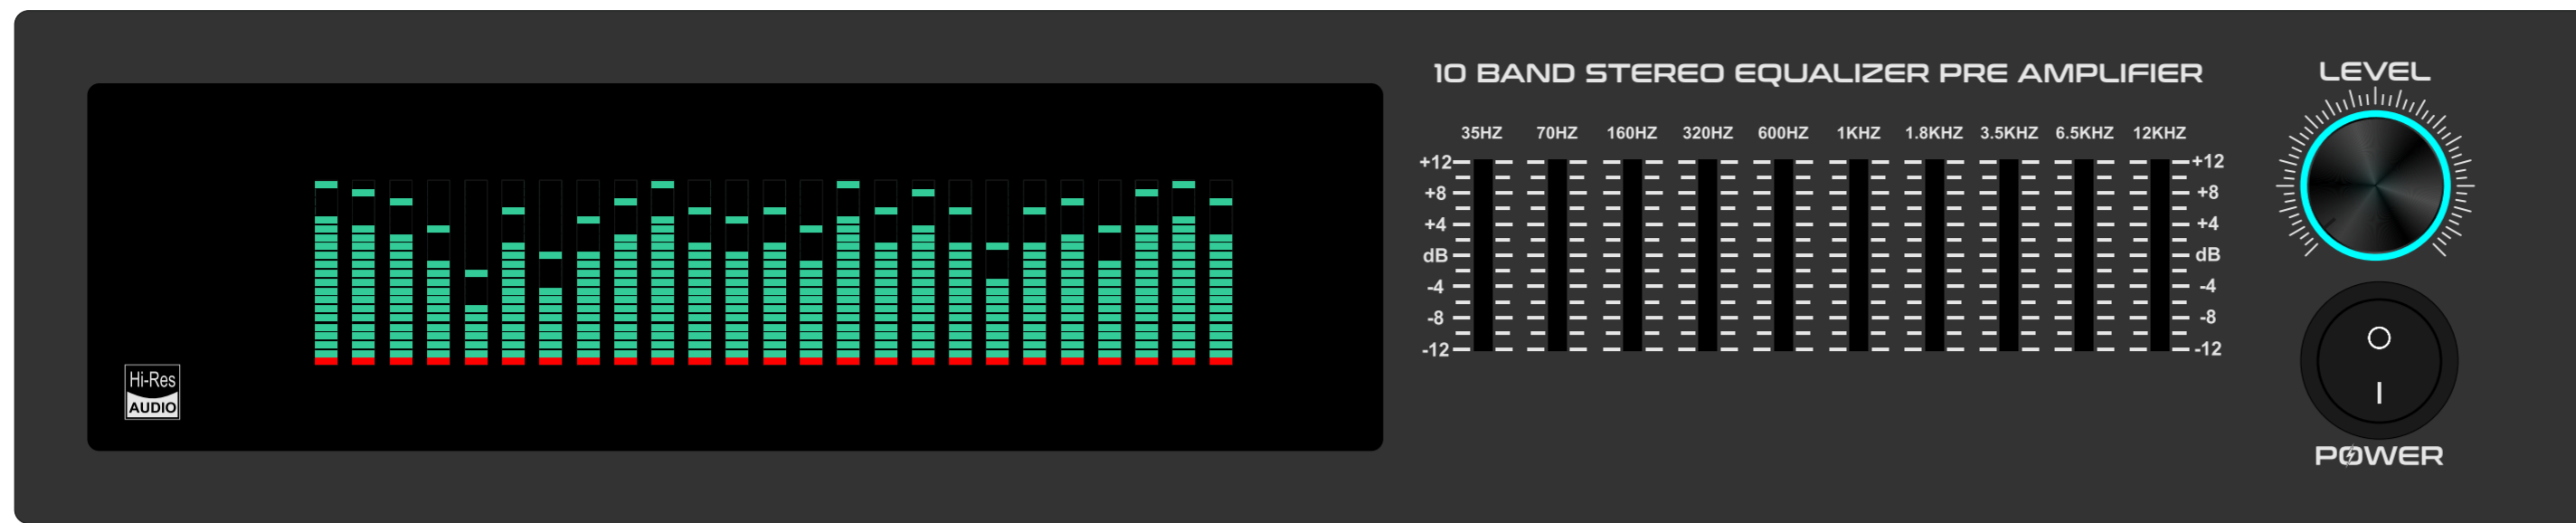 10 BAND STEREO EQUALIZER PRE AMPLIFIER
LEVEL
35HZ 70HZ 160HZ 320HZ 600HZ 1KHZ 1.8KHZ 3.5KHZ 6.5KHZ 12KHZ
+12 +12
+8 +8
+4 +4
dB dB
-4 -4
-8 -8
-12 -12
Hi-Res
AUDIO
POWER